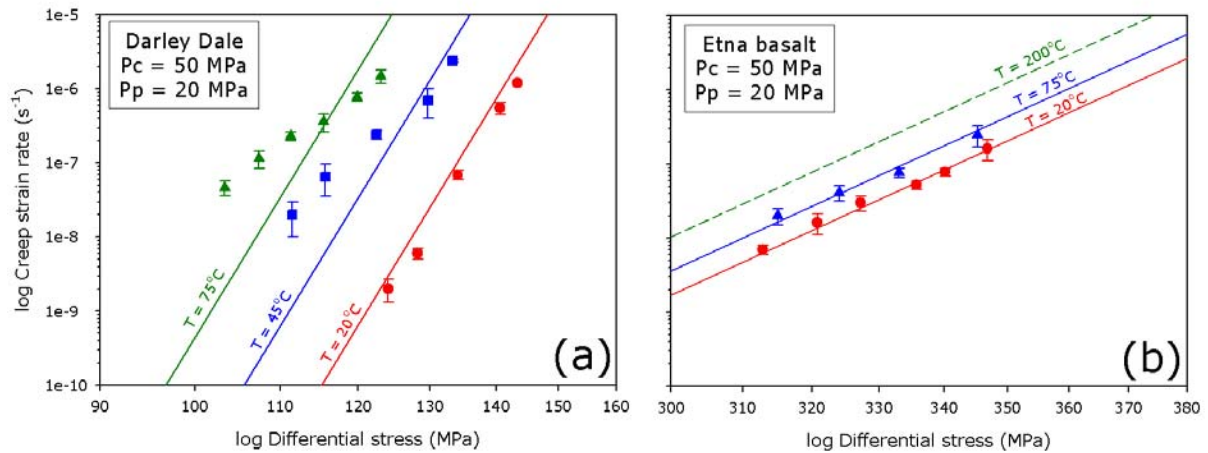 1e-5
1e-6
1e-7
1e-8
1e-9
1e-10
log Creep strain rate (s⁻¹)
Darley Dale
Pc = 50 MPa
Pp = 20 MPa
T = 75°C
T = 45°C
T = 20°C
(a)
90 100 110 120 130 140 150 160
log Differential stress (MPa)
Etna basalt
Pc = 50 MPa
Pp = 20 MPa
T = 200°C
T = 75°C
T = 20°C
(b)
300 310 320 330 340 350 360 370 380
log Differential stress (MPa)